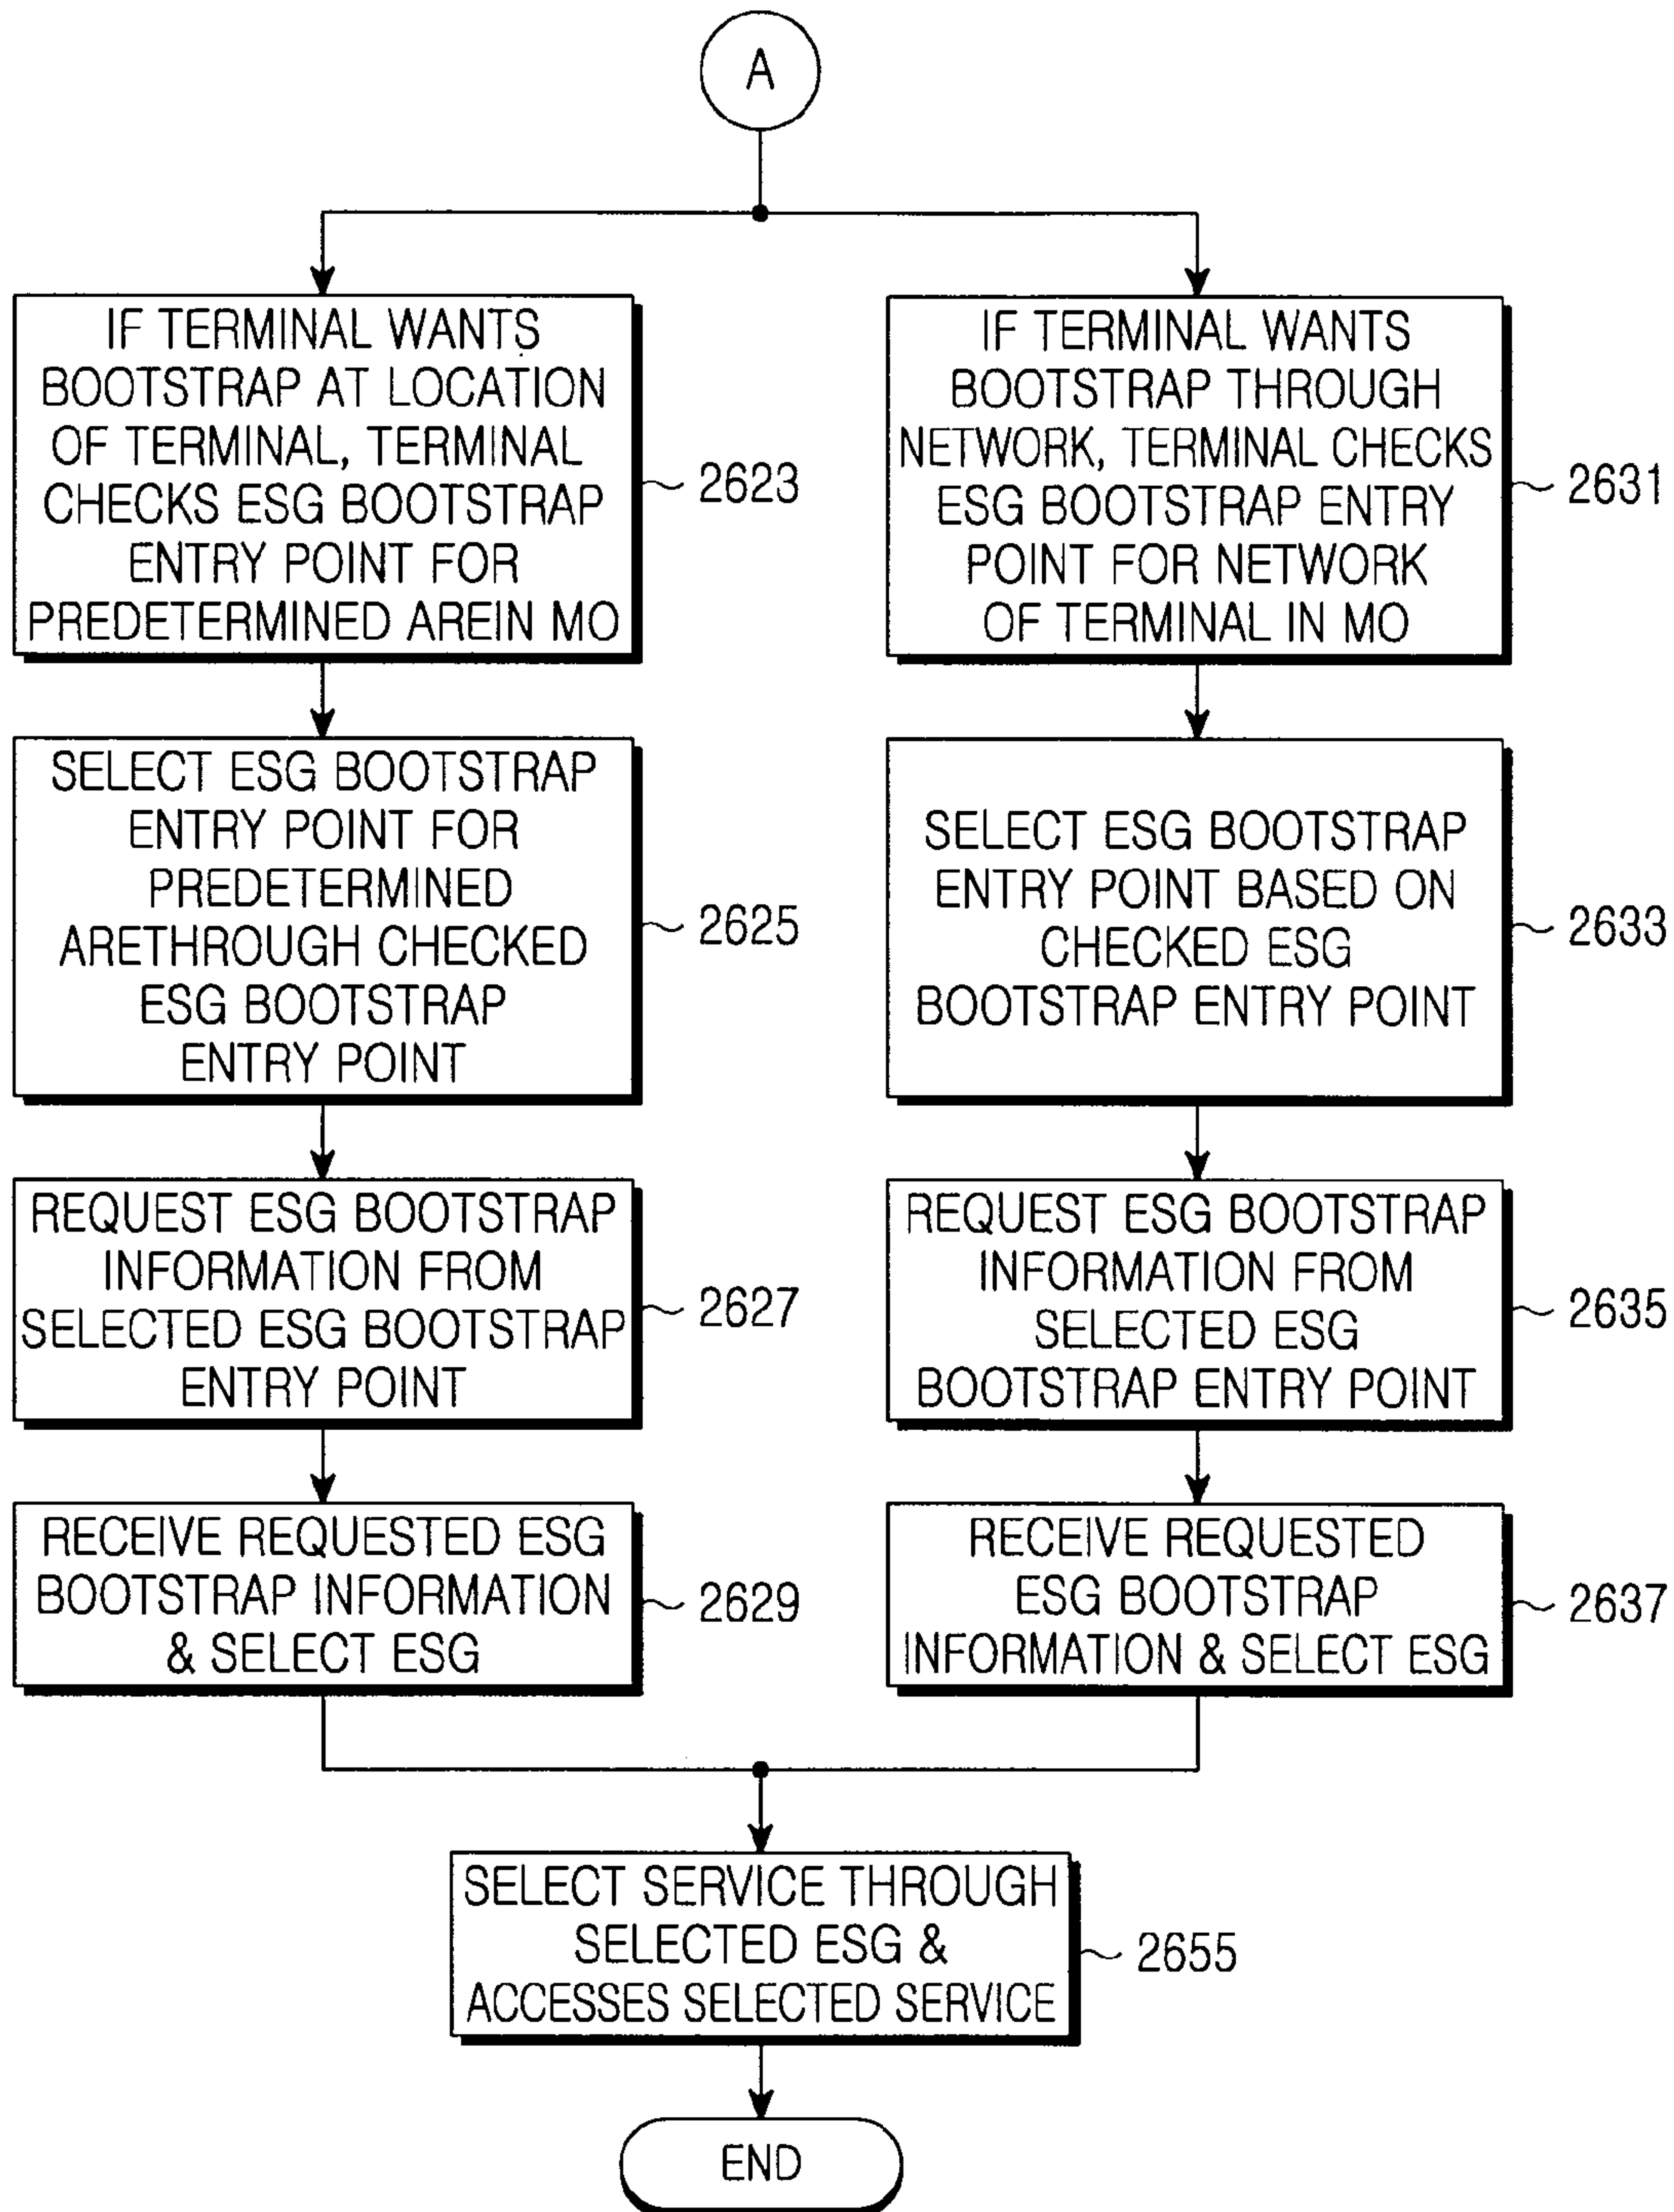 A
IF TERMINAL WANTS
BOOTSTRAP AT LOCATION
OF TERMINAL, TERMINAL
CHECKS ESG BOOTSTRAP
ENTRY POINT FOR
PREDETERMINED AREIN MO
2623
SELECT ESG BOOTSTRAP
ENTRY POINT FOR
PREDETERMINED
ARETHROUGH CHECKED
ESG BOOTSTRAP
ENTRY POINT
2625
REQUEST ESG BOOTSTRAP
INFORMATION FROM
SELECTED ESG BOOTSTRAP
ENTRY POINT
2627
RECEIVE REQUESTED ESG
BOOTSTRAP INFORMATION
& SELECT ESG
2629
IF TERMINAL WANTS
BOOTSTRAP THROUGH
NETWORK, TERMINAL CHECKS
ESG BOOTSTRAP ENTRY
POINT FOR NETWORK
OF TERMINAL IN MO
2631
SELECT ESG BOOTSTRAP
ENTRY POINT BASED ON
CHECKED ESG
BOOTSTRAP ENTRY POINT
2633
REQUEST ESG BOOTSTRAP
INFORMATION FROM
SELECTED ESG
BOOTSTRAP ENTRY POINT
2635
RECEIVE REQUESTED
ESG BOOTSTRAP
INFORMATION & SELECT ESG
2637
SELECT SERVICE THROUGH
SELECTED ESG &
ACCESSES SELECTED SERVICE
2655
END